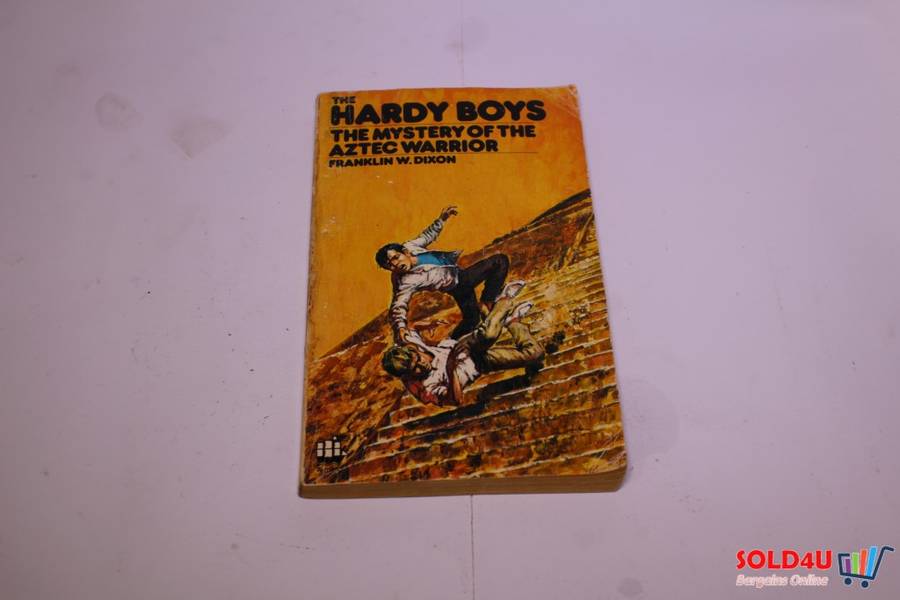 THE
HARDY BOYS
THE MYSTERY OF THE
AZTEC WARRIOR
FRANKLIN W. DIXON
SOLD4U
Bargains Online